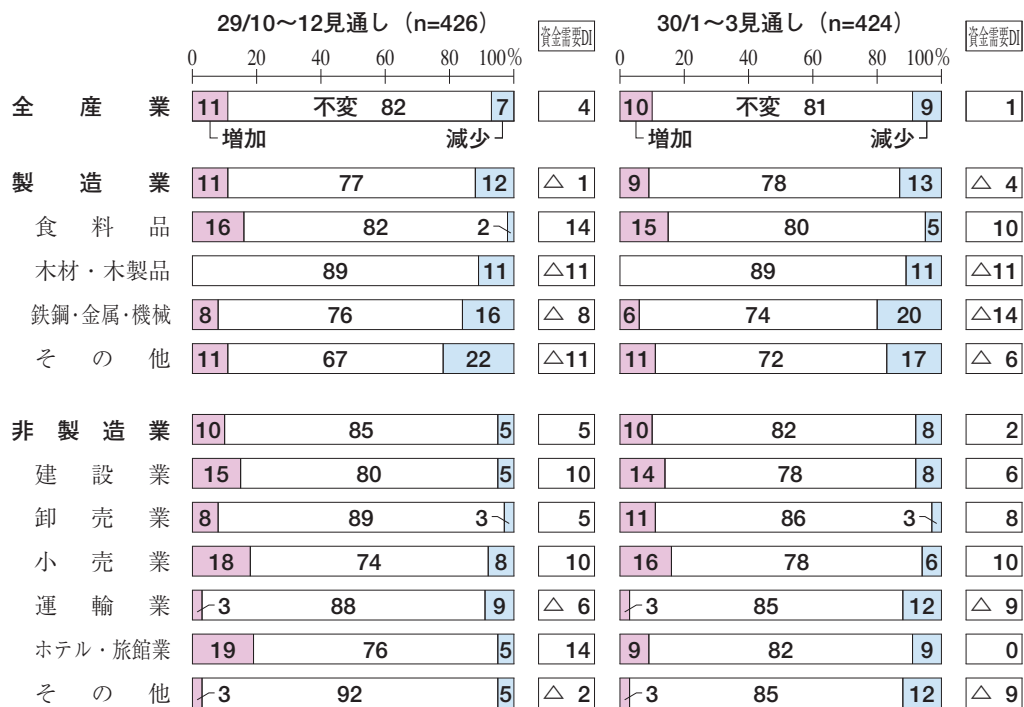 29/10～12見通し（n=426） 資金需要DI 30/1～3見通し（n=424） 資金需要DI
0 20 40 60 80 100% 0 20 40 60 80 100%
全産業 11 不変 82 7 4 10 不変 81 9 1
増加 減少 増加 減少
製造業 11 77 12 △ 1 9 78 13 △ 4
食料品 16 82 2 14 15 80 5 10
木材・木製品 89 11 △11 89 11 △11
鉄鋼・金属・機械 8 76 16 △ 8 6 74 20 △14
その他 11 67 22 △11 11 72 17 △ 6
非製造業 10 85 5 5 10 82 8 2
建設業 15 80 5 10 14 78 8 6
卸売業 8 89 3 5 11 86 3 8
小売業 18 74 8 10 16 78 6 10
運輸業 3 88 9 △ 6 3 85 12 △ 9
ホテル・旅館業 19 76 5 14 9 82 9 0
その他 3 92 5 △ 2 3 85 12 △ 9